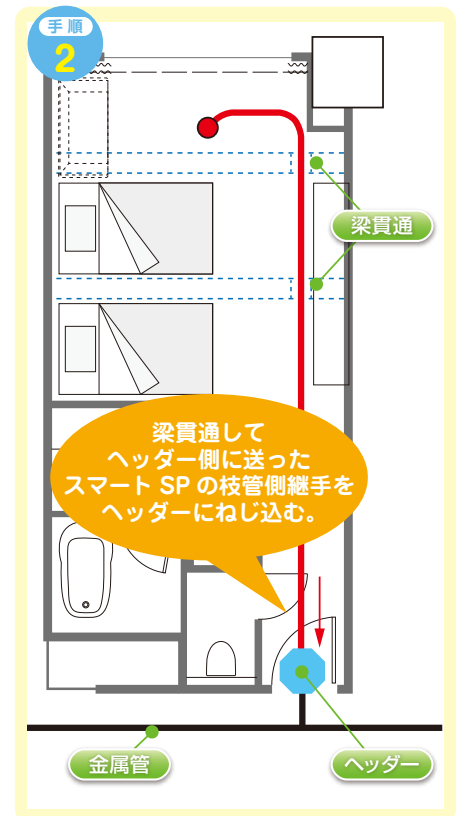 手順
2
梁貫通
梁貫通して
ヘッダー側に送った
スマート SP の枝管側継手を
ヘッダーにねじ込む。
金属管
ヘッダー